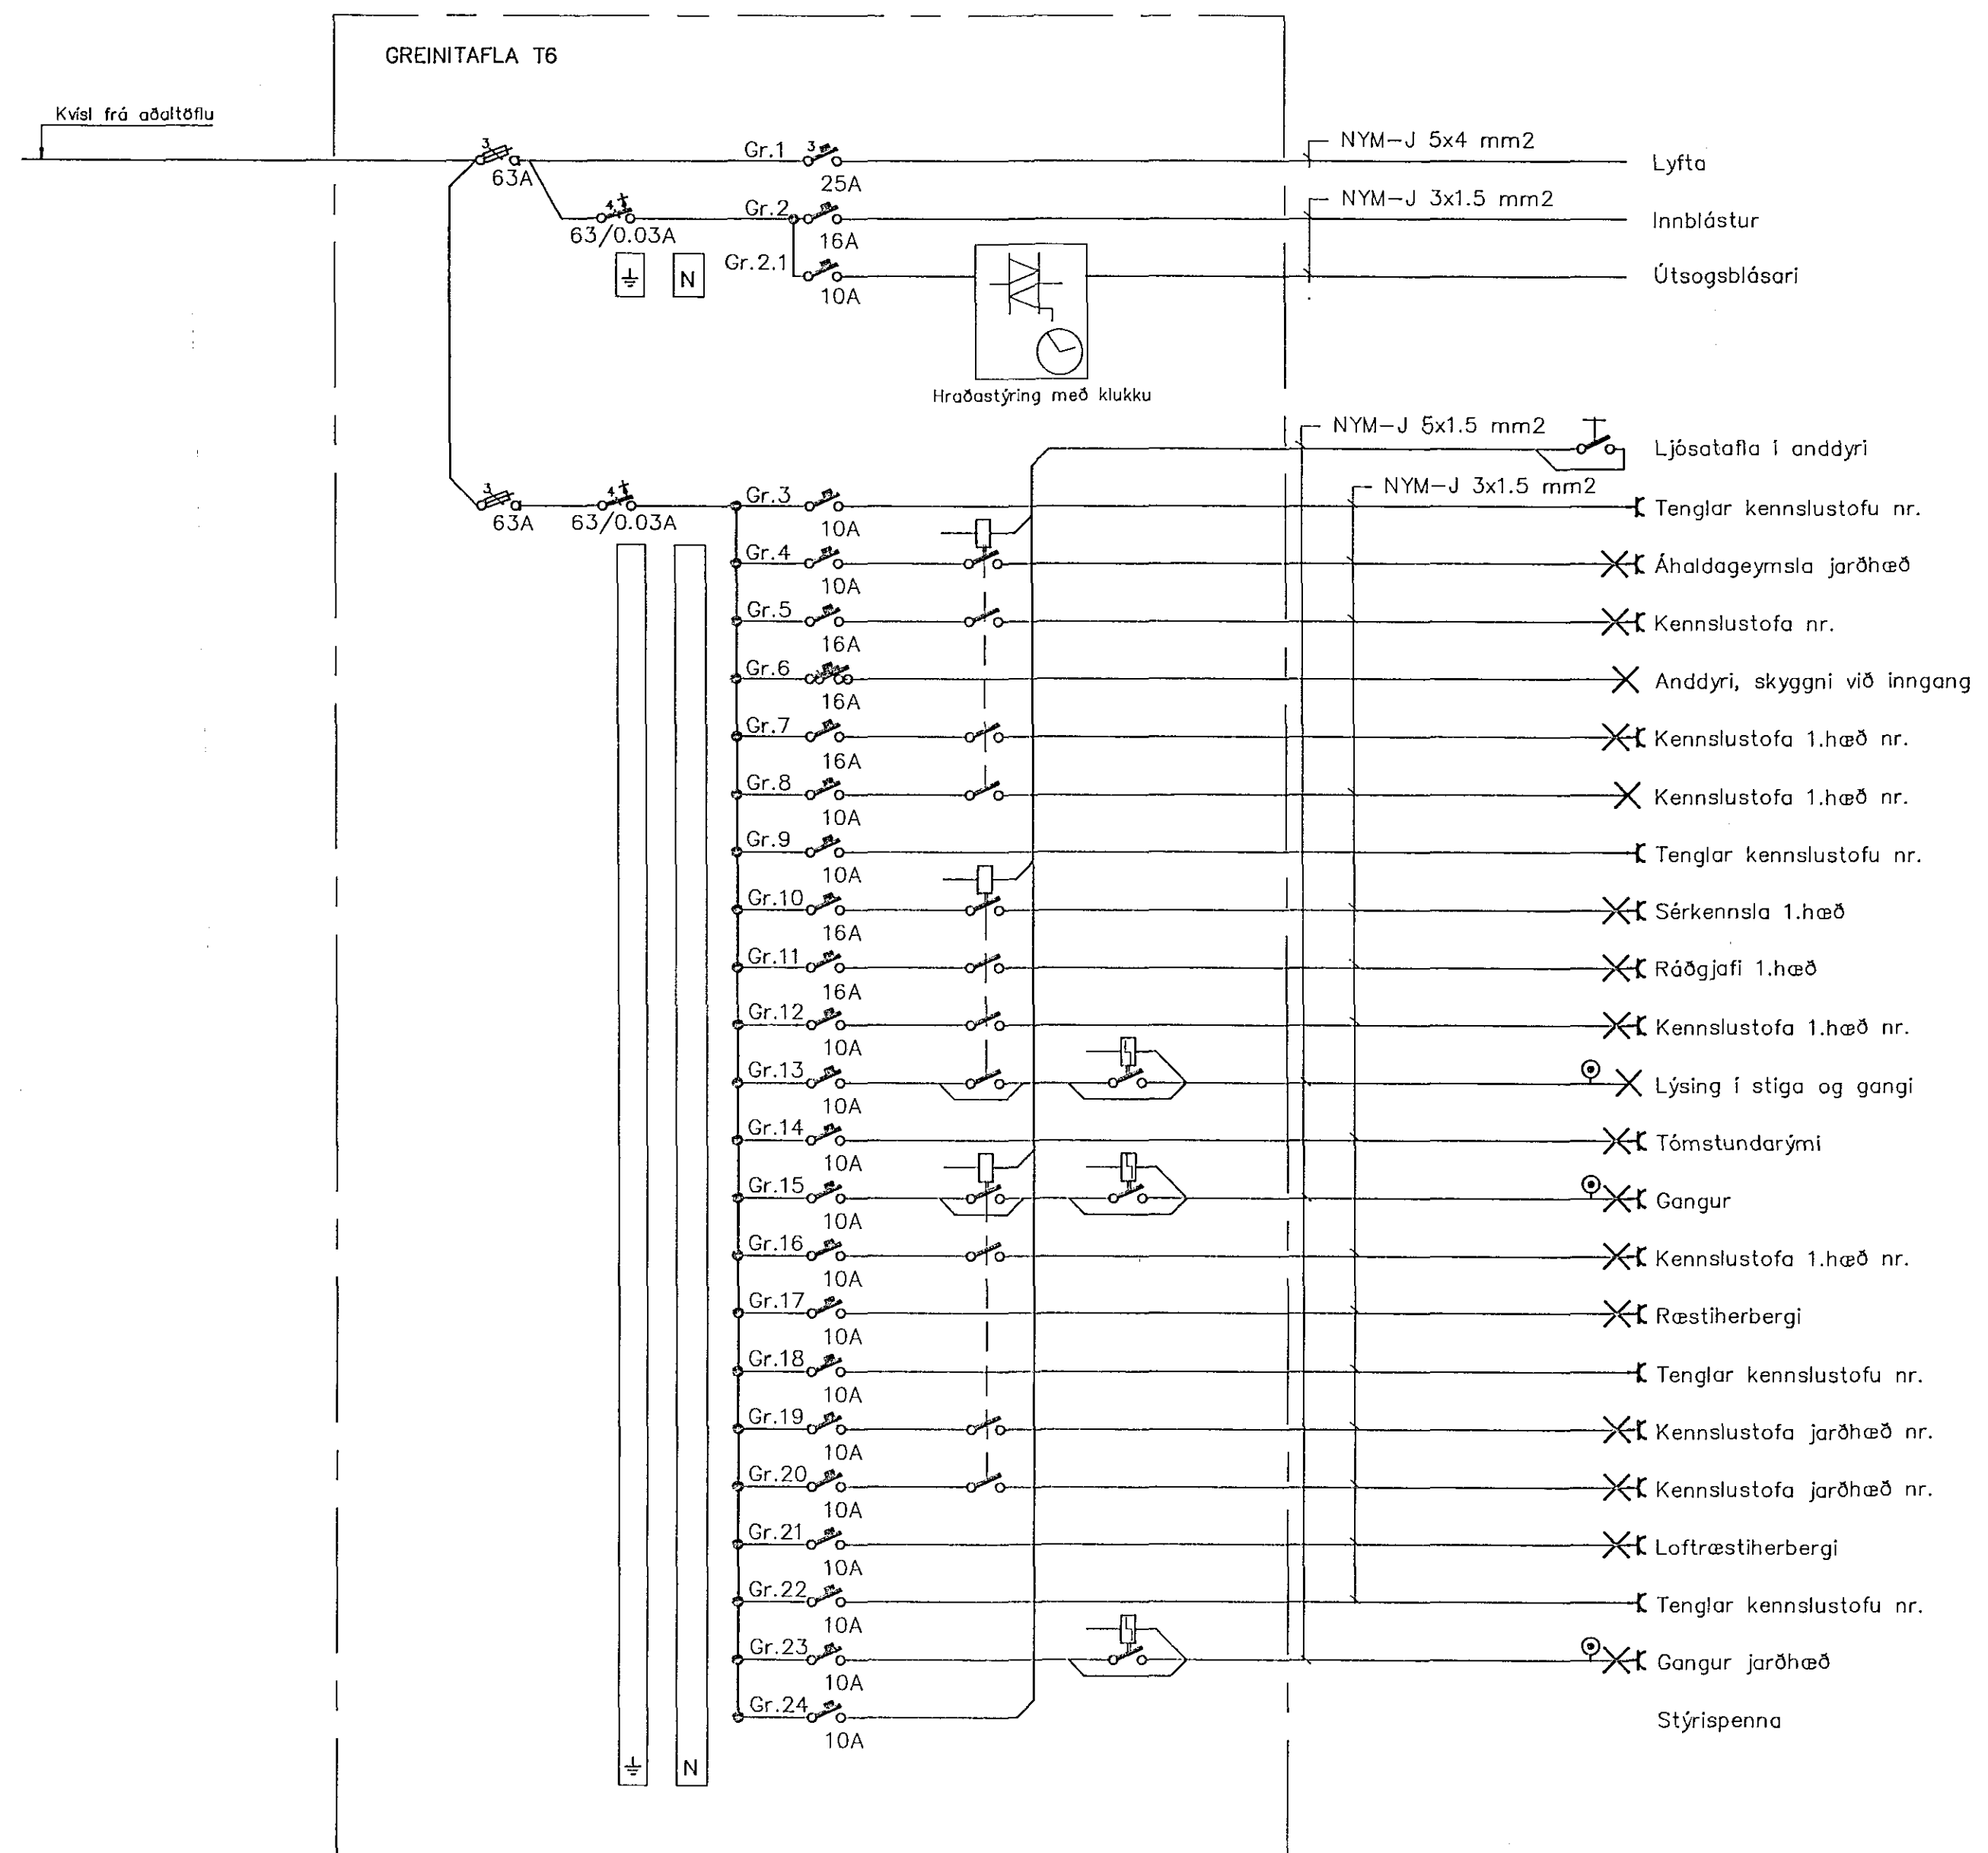 GREINITAFLA T6
Kvísl frá aðaltöflu
3
63A
Gr.1
3
25A
NYM-J 5x4 mm2
Lyfta
4
63/0.03A
Gr.2
16A
NYM-J 3x1.5 mm2
Innblástur
N
Gr.2.1
10A
Útsogsblásari
Hraðastýring með klukku
NYM-J 5x1.5 mm2
Ljósatafla í anddyri
3
63A
4
63/0.03A
Gr.3
10A
NYM-J 3x1.5 mm2
Tenglar kennslustofu nr.
Gr.4
10A
Áhaldageymsla jarðhæð
Gr.5
16A
Kennslustofa nr.
Gr.6
16A
Anddyri, skyggni við inngang
Gr.7
16A
Kennslustofa 1.hæð nr.
Gr.8
10A
Kennslustofa 1.hæð nr.
Gr.9
10A
Tenglar kennslustofu nr.
Gr.10
16A
Sérkennsla 1.hæð
Gr.11
16A
Ráðgjafi 1.hæð
Gr.12
10A
Kennslustofa 1.hæð nr.
Gr.13
10A
Lýsing í stiga og gangi
Gr.14
10A
Tómstundarými
Gr.15
10A
Gangur
Gr.16
10A
Kennslustofa 1.hæð nr.
Gr.17
10A
Ræstiherbergi
Gr.18
10A
Tenglar kennslustofu nr.
Gr.19
10A
Kennslustofa jarðhæð nr.
Gr.20
10A
Kennslustofa jarðhæð nr.
Gr.21
10A
Loftræstiherbergi
Gr.22
10A
Tenglar kennslustofu nr.
Gr.23
10A
Gangur jarðhæð
Gr.24
10A
Stýrispenna
N